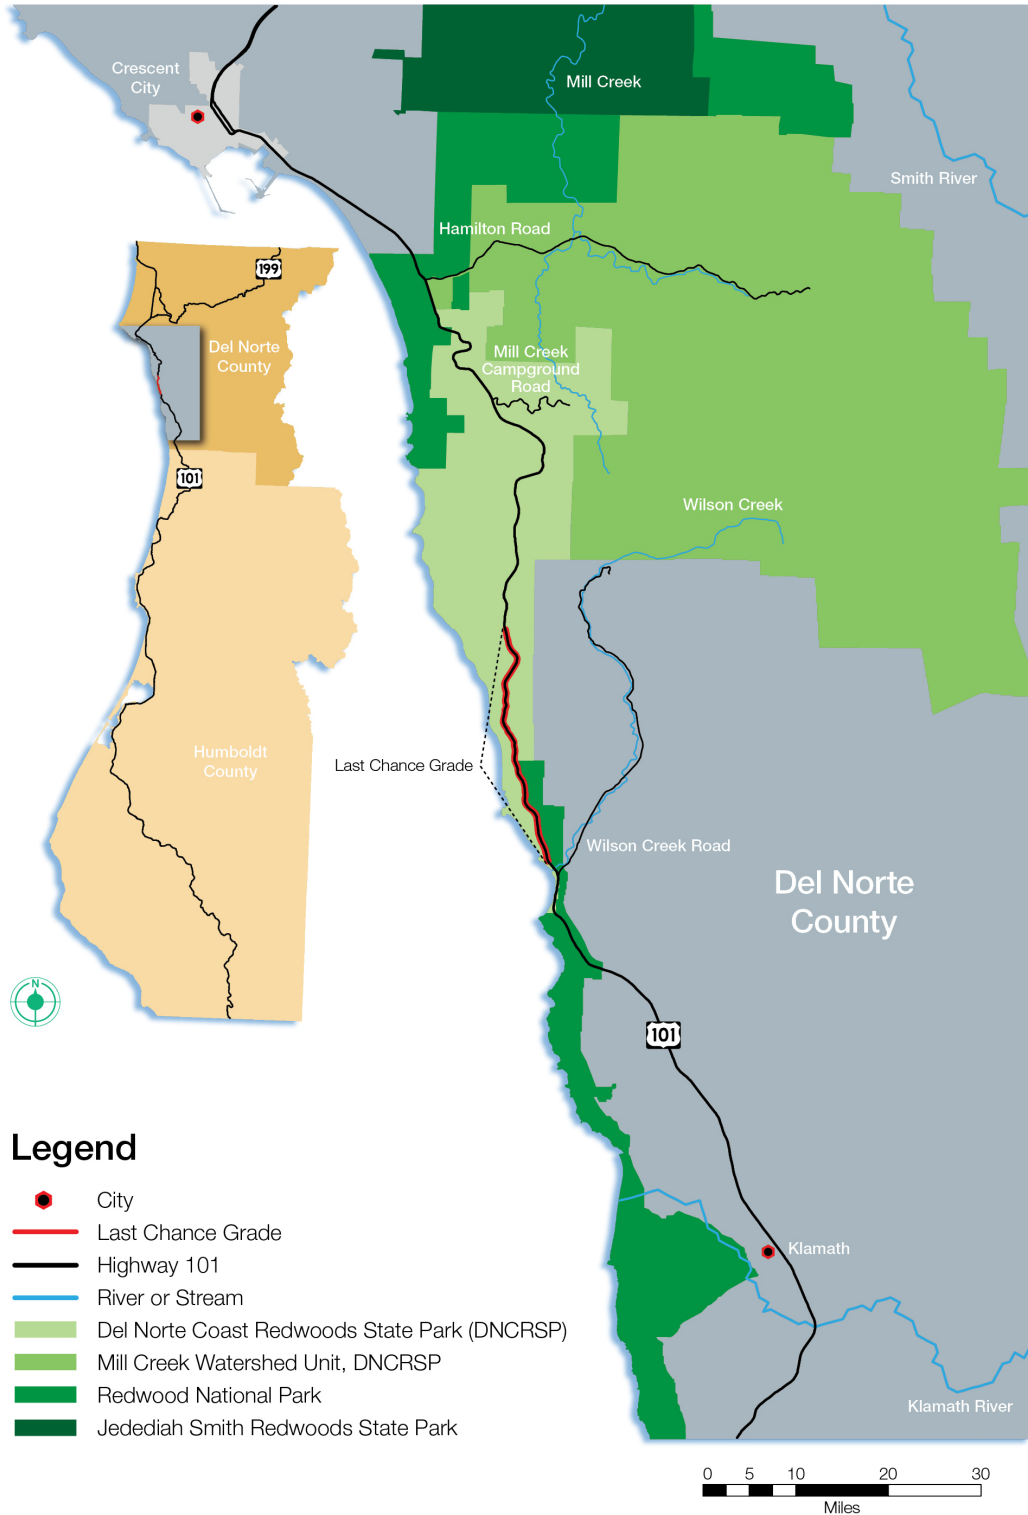 Crescent
City
Mill Creek
Smith River
Hamilton Road
199
Del Norte
County
Mill Creek
Campground
Road
101
Wilson Creek
Humboldt
County
Last Chance Grade
Wilson Creek Road
Del Norte
County
N
101
Klamath
Klamath River
Legend
City
Last Chance Grade
Highway 101
River or Stream
Del Norte Coast Redwoods State Park (DNCRSP)
Mill Creek Watershed Unit, DNCRSP
Redwood National Park
Jedediah Smith Redwoods State Park
0 5 10 20 30
Miles